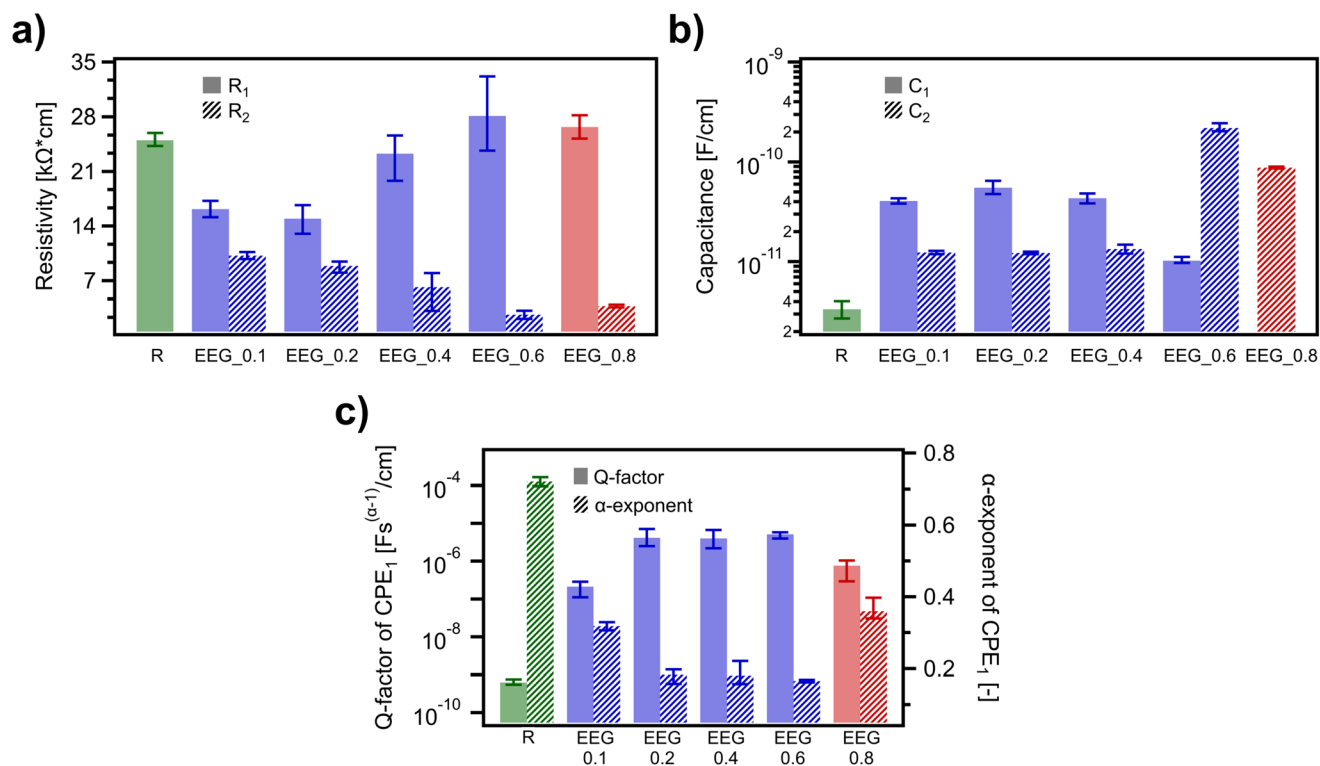 a)
Resistivity [kΩ*cm]
35
28
21
14
7
R₁
R₂
R EEG_0.1 EEG_0.2 EEG_0.4 EEG_0.6 EEG_0.8
b)
Capacitance [F/cm]
10⁻⁹
4
2
10⁻¹⁰
4
2
10⁻¹¹
4
2
C₁
C₂
R EEG_0.1 EEG_0.2 EEG_0.4 EEG_0.6 EEG_0.8
c)
Q-factor of CPE₁ [Fs⁽ᵅ⁻¹⁾/cm]
10⁻⁴
10⁻⁶
10⁻⁸
10⁻¹⁰
Q-factor
α-exponent
0.8
0.6
0.4
0.2
α-exponent of CPE₁ [-]
R EEG EEG EEG EEG EEG
0.1 0.2 0.4 0.6 0.8